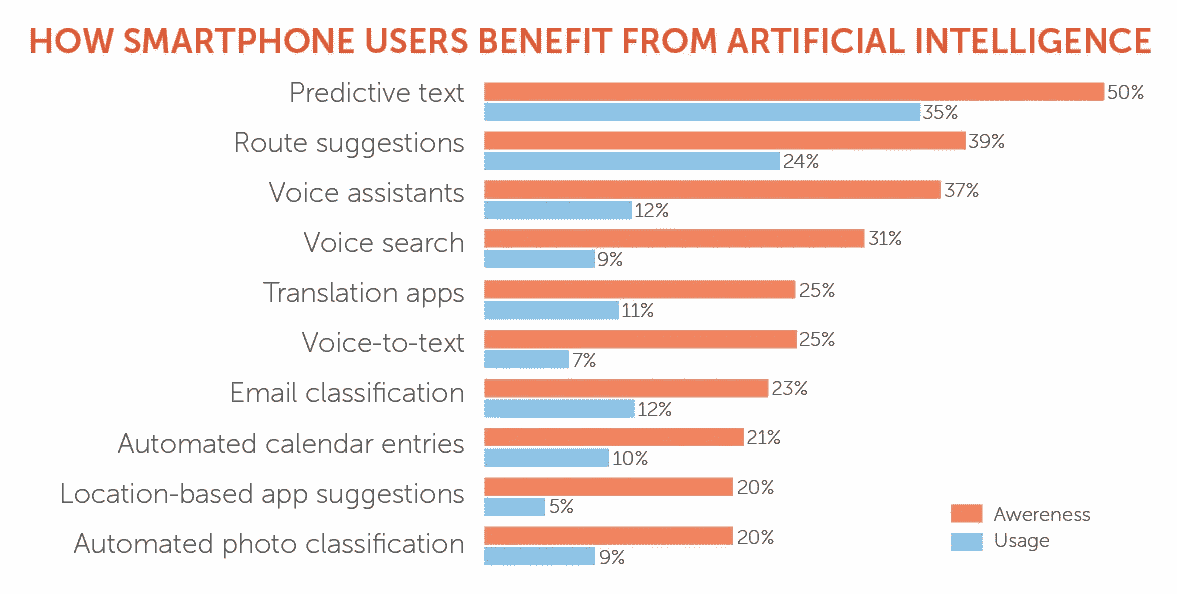 HOW SMARTPHONE USERS BENEFIT FROM ARTIFICIAL INTELLIGENCE
Predictive text
50%
35%
Route suggestions
39%
24%
Voice assistants
37%
12%
Voice search
31%
9%
Translation apps
25%
11%
Voice-to-text
25%
7%
Email classification
23%
12%
Automated calendar entries
21%
10%
Location-based app suggestions
20%
5%
Automated photo classification
20%
9%
Awereness
Usage